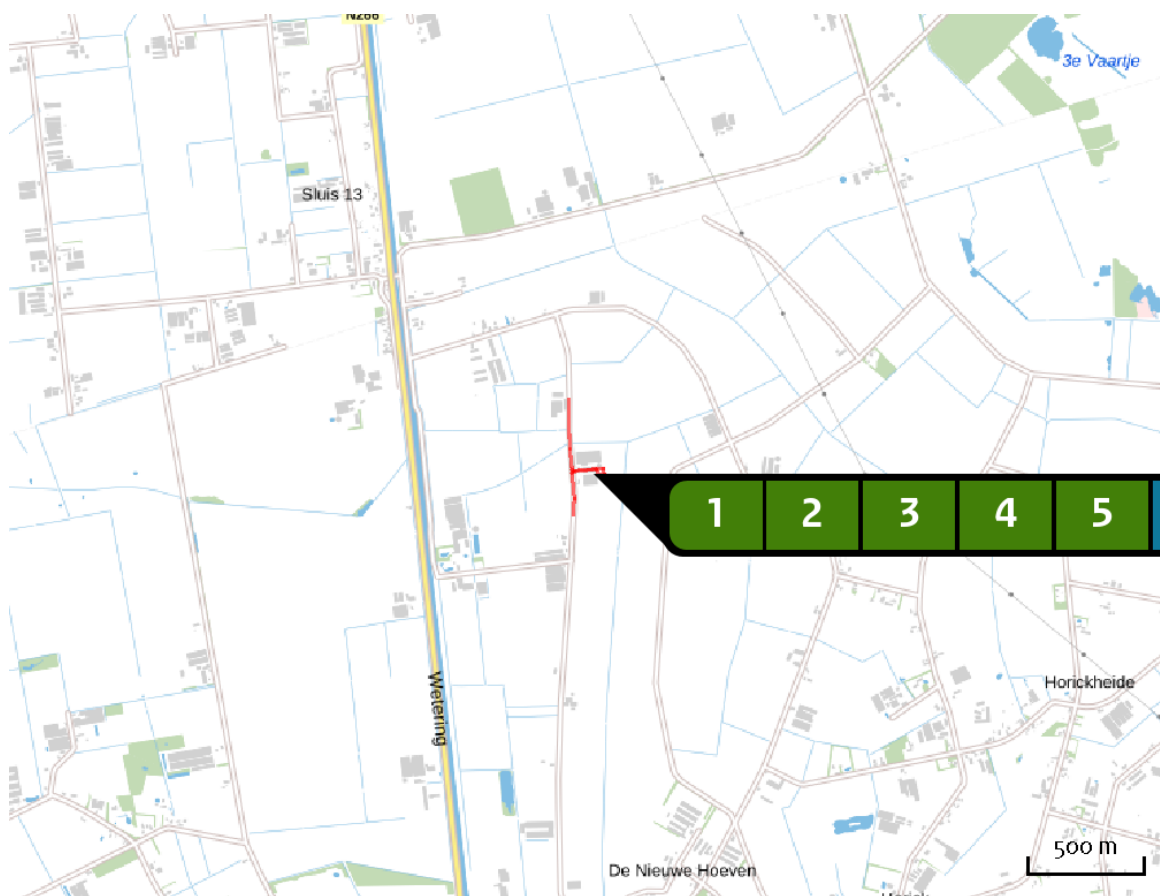 N266
3e Vaartje
Sluis 13
1 2 3 4 5
Horickheide
Wetering
500 m
De Nieuwe Hoeven